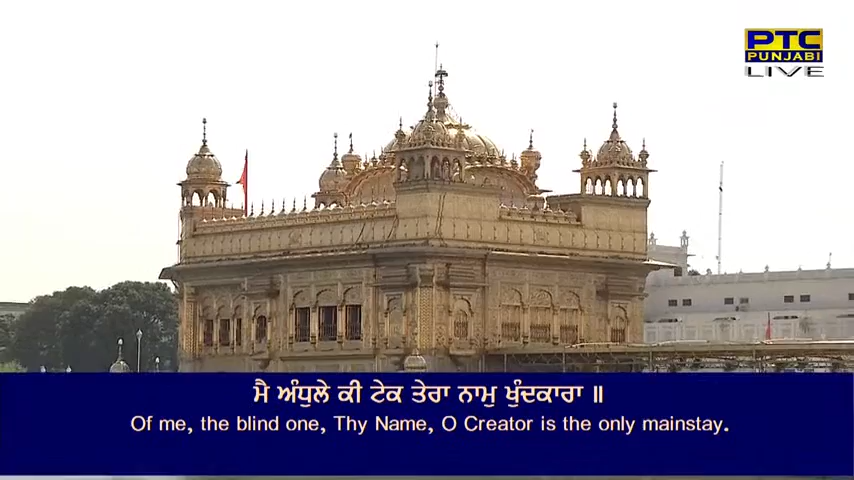 PTC
PUNJABI
LIVE
ਮੈ ਅੰਧੁਲੇ ਕੀ ਟੇਕ ਤੇਰਾ ਨਾਮੁ ਖੁੰਦਕਾਰਾ ॥
Of me, the blind one, Thy Name, O Creator is the only mainstay.